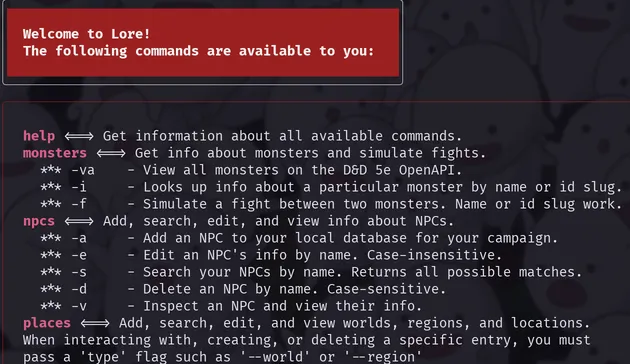 Welcome to Lore!
The following commands are available to you:
help <==> Get information about all available commands.
monsters <==> Get info about monsters and simulate fights.
*** -va - View all monsters on the D&D 5e OpenAPI.
*** -i - Looks up info about a particular monster by name or id slug.
*** -f - Simulate a fight between two monsters. Name or id slug work.
npcs <==> Add, search, edit, and view info about NPCs.
*** -a - Add an NPC to your local database for your campaign.
*** -e - Edit an NPC's info by name. Case-insensitive.
*** -s - Search your NPCs by name. Returns all possible matches.
*** -d - Delete an NPC by name. Case-sensitive.
*** -v - Inspect an NPC and view their info.
places <==> Add, search, edit, and view worlds, regions, and locations.
When interacting with, creating, or deleting a specific entry, you must
pass a 'type' flag such as '--world' or '--region'